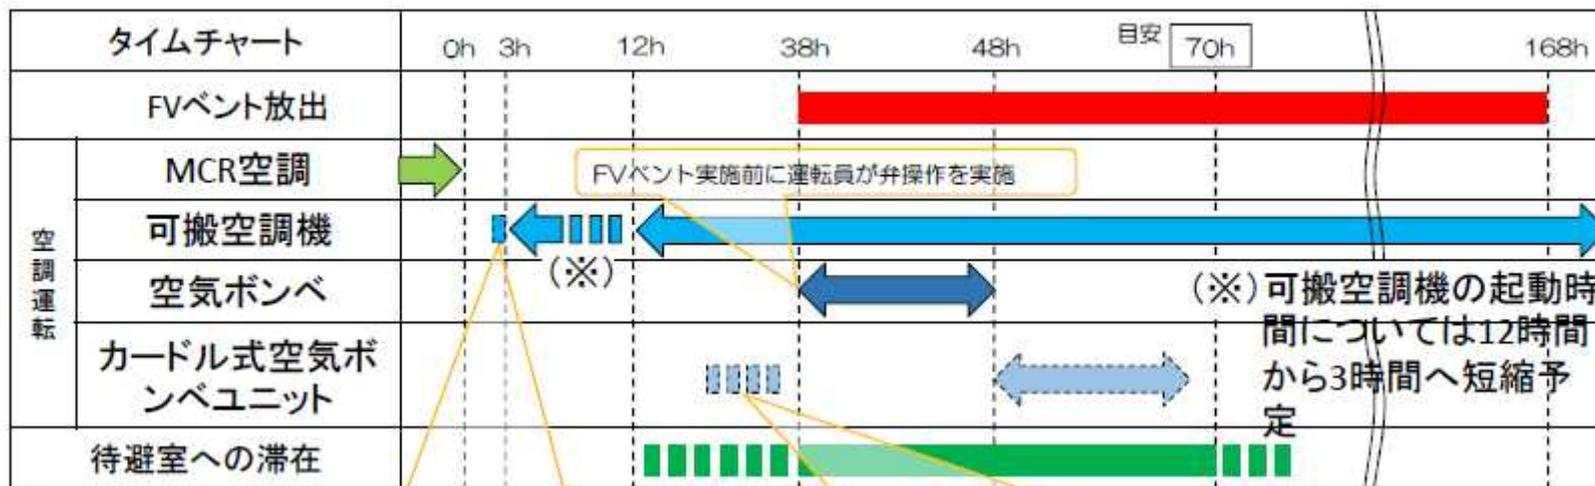 タイムチャート 0h 3h 12h 38h 48h 目安 70h 168h
FVベント放出
MCR空調
FVベント実施前に運転員が弁操作を実施
空調運転
可搬空調機
(※)
空気ボンベ
カードル式空気ボ
ンベユニット
(※)可搬空調機の起動時
間については12時間
から3時間へ短縮予
定
待避室への滞在